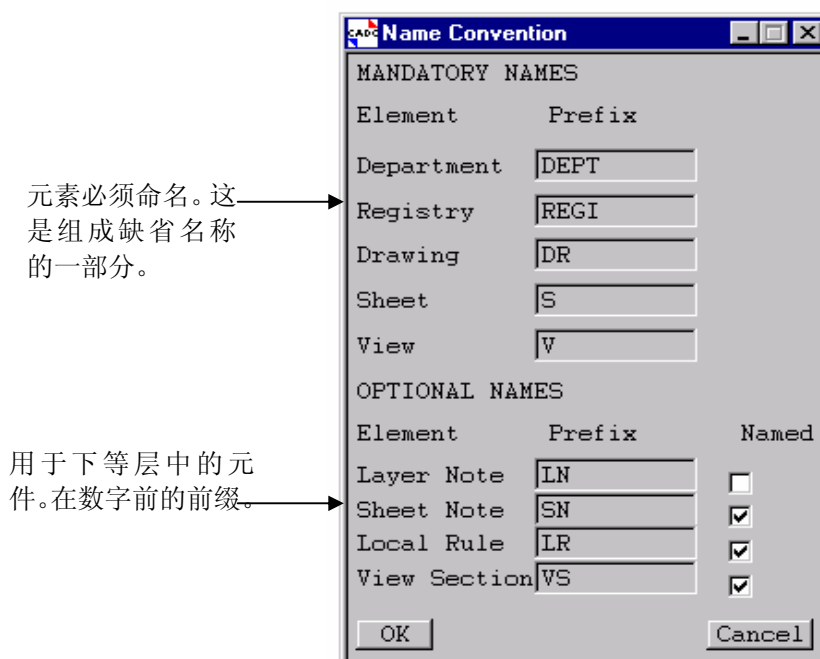 CADC Name Convention
MANDATORY NAMES
Element Prefix
Department DEPT
Registry REGI
Drawing DR
Sheet S
View V
元素必须命名。这
是组成缺省名称
的一部分。
OPTIONAL NAMES
Element Prefix Named
Layer Note LN
Sheet Note SN
Local Rule LR
View Section VS
用于下等层中的元
件。在数字前的前缀。
OK Cancel